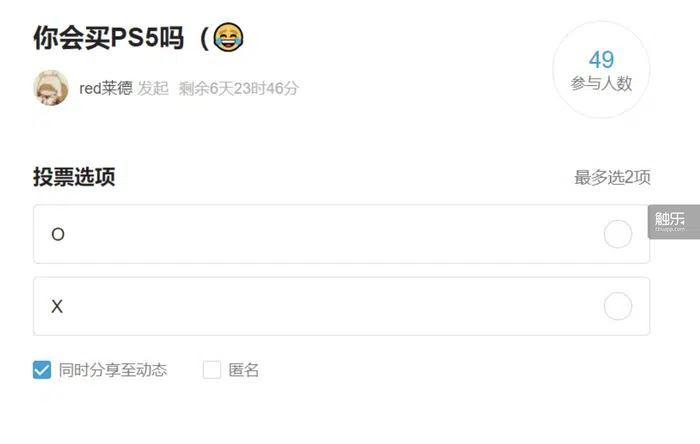 你会买PS5吗（😂
49
参与人数
red莱德 发起 剩余6天23时46分
投票选项
最多选2项
O
触乐
chuapp.com
X
同时分享至动态
匿名